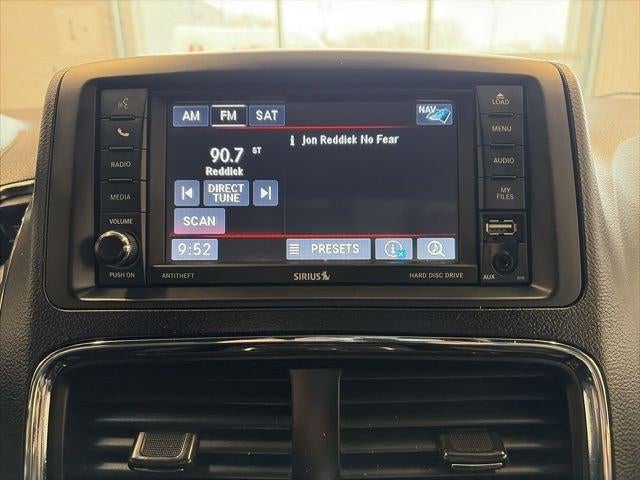 LOAD
AM FM SAT NAV
MENU
i Jon Reddick No Fear
90.7 ST
Reddick
RADIO
AUDIO
DIRECT
TUNE
MEDIA
MY
FILES
SCAN
VOLUME
9:52 PRESETS
PUSH ON
ANTITHEFT SIRIUS HARD DISC DRIVE AUX